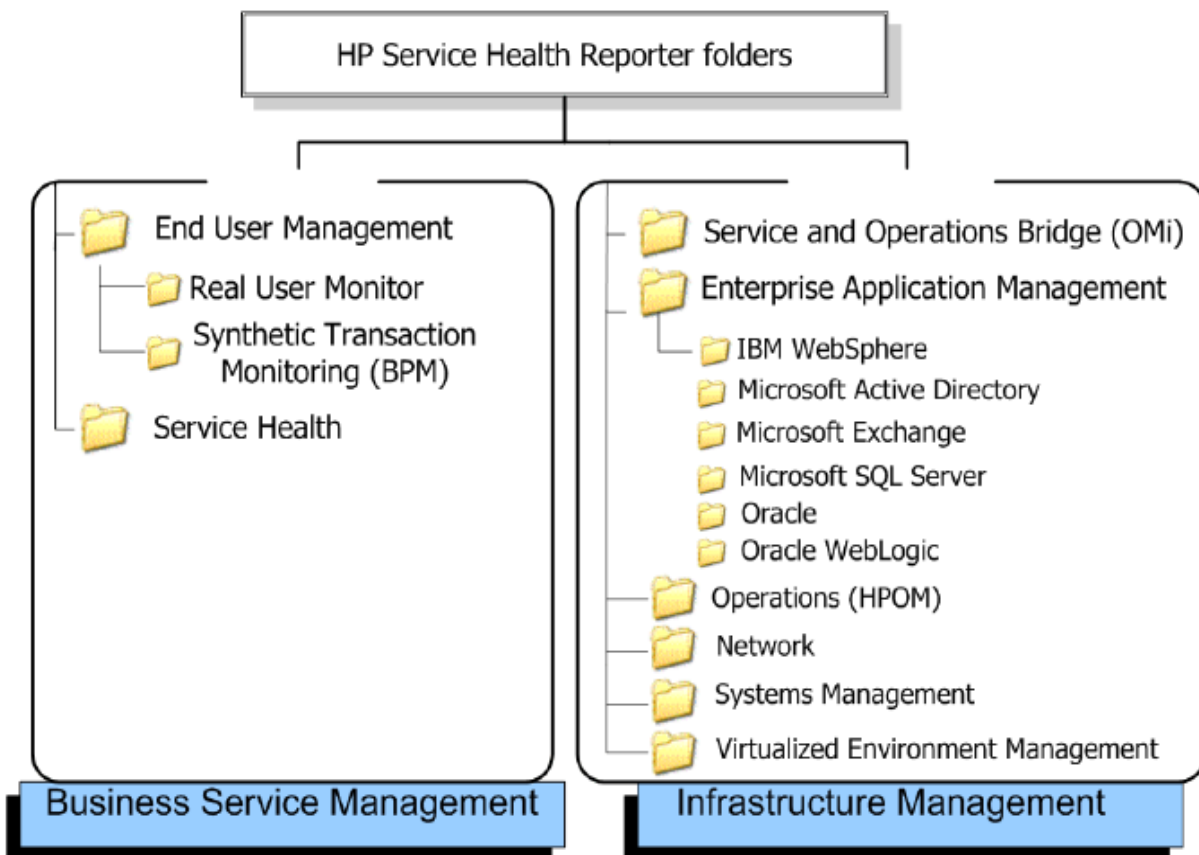 HP Service Health Reporter folders
End User Management
Real User Monitor
Synthetic Transaction
Monitoring (BPM)
Service Health
Business Service Management
Service and Operations Bridge (OMi)
Enterprise Application Management
IBM WebSphere
Microsoft Active Directory
Microsoft Exchange
Microsoft SQL Server
Oracle
Oracle WebLogic
Operations (HPOM)
Network
Systems Management
Virtualized Environment Management
Infrastructure Management